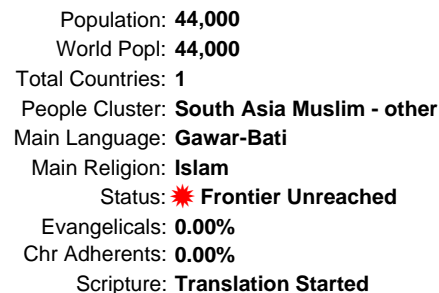 Population: 44,000
World Popl: 44,000
Total Countries: 1
People Cluster: South Asia Muslim - other
Main Language: Gawar-Bati
Main Religion: Islam
Status: Frontier Unreached
Evangelicals: 0.00%
Chr Adherents: 0.00%
Scripture: Translation Started